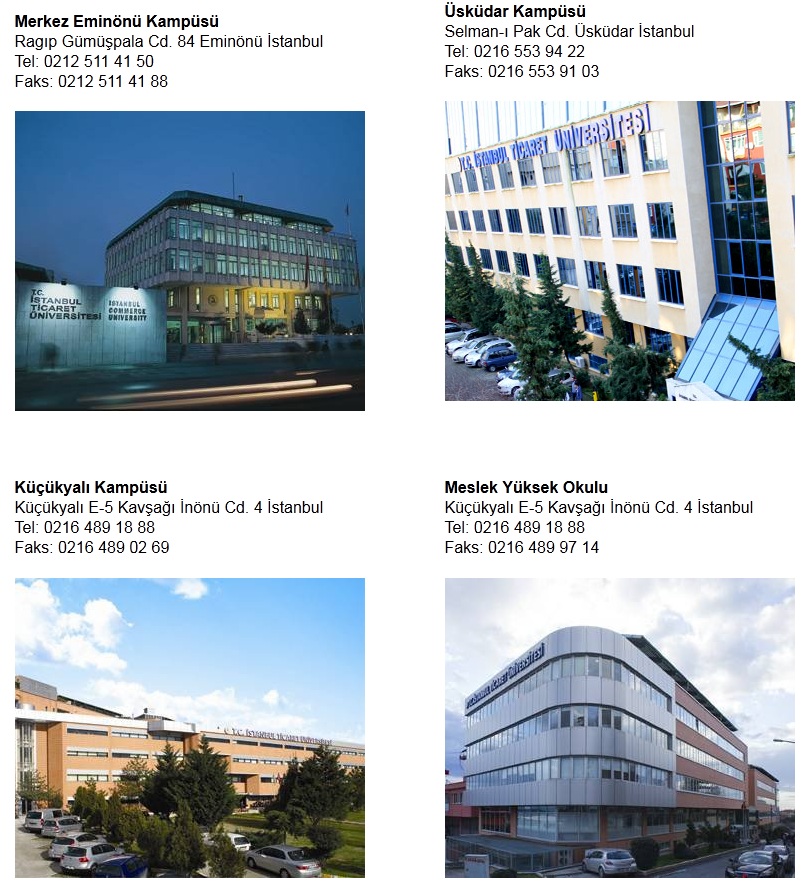 Merkez Eminönü Kampüsü
Ragıp Gümüşpala Cd. 84 Eminönü İstanbul
Tel: 0212 511 41 50
Faks: 0212 511 41 88
T.C.
İSTANBUL
TİCARET
ÜNİVERSİTESİ
İSTANBUL
COMMERCE
UNIVERSITY
Üsküdar Kampüsü
Selman-ı Pak Cd. Üsküdar İstanbul
Tel: 0216 553 94 22
Faks: 0216 553 91 03
T.C. İSTANBUL TİCARET ÜNİVERSİTESİ
Küçükyalı Kampüsü
Küçükyalı E-5 Kavşağı İnönü Cd. 4 İstanbul
Tel: 0216 489 18 88
Faks: 0216 489 02 69
T.C. İSTANBUL TİCARET ÜNİVERSİTESİ
Meslek Yüksek Okulu
Küçükyalı E-5 Kavşağı İnönü Cd. 4 İstanbul
Tel: 0216 489 18 88
Faks: 0216 489 97 14
İSTANBUL TİCARET ÜNİVERSİTESİ